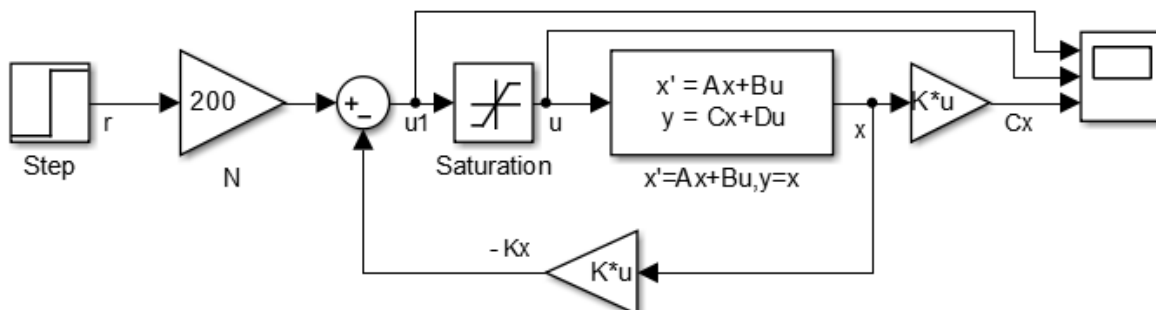 200
+
−
x' = Ax+Bu
y = Cx+Du
K*u
r
u1
u
x
Cx
Step
N
Saturation
x'=Ax+Bu,y=x
- Kx
K*u